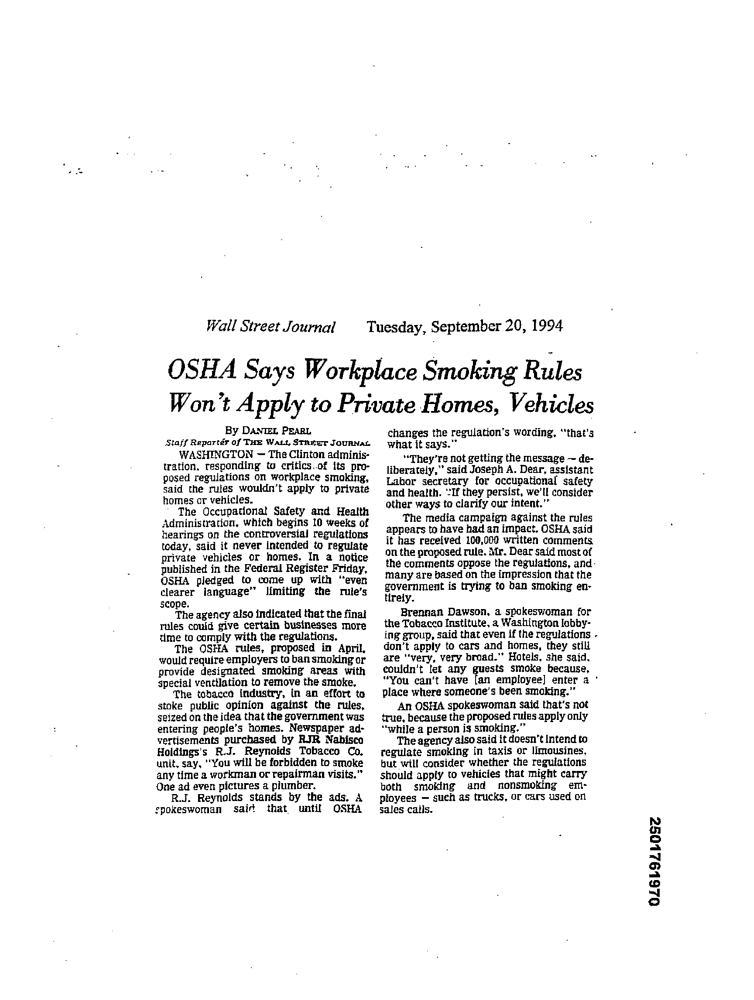 Wall Street Journal Tuesday, September 20, 1994
OSHA Says Workplace Smoking Rules
Won't Apply to Private Homes, Vehicles
By DANIEL PEARL
Staff Reporter of THE WALL STREET JOURNAL
WASHINGTON — The Clinton adminis-
tration, responding to critics of its pro-
posed regulations on workplace smoking,
said the rules wouldn't apply to private
homes or vehicles.
The Occupational Safety and Health
Administration, which begins 10 weeks of
hearings on the controversial regulations
today, said it never intended to regulate
private vehicles or homes. In a notice
published in the Federal Register Friday,
OSHA pledged to come up with "even
clearer language" limiting the rule's
scope.
The agency also indicated that the final
rules could give certain businesses more
time to comply with the regulations.
The OSHA rules, proposed in April,
would require employers to ban smoking or
provide designated smoking areas with
special ventilation to remove the smoke.
The tobacco industry, in an effort to
stoke public opinion against the rules,
seized on the idea that the government was
entering people's homes. Newspaper ad-
vertisements purchased by RJR Nabisco
Holdings's R.J. Reynolds Tobacco Co.
unit, say, "You will be forbidden to smoke
any time a workman or repairman visits."
One ad even pictures a plumber.
R.J. Reynolds stands by the ads. A
spokeswoman said that until OSHA
changes the regulation's wording, "that's
what it says."
"They're not getting the message — de-
liberately," said Joseph A. Dear, assistant
Labor secretary for occupational safety
and health. "If they persist, we'll consider
other ways to clarify our intent."
The media campaign against the rules
appears to have had an impact. OSHA said
it has received 100,000 written comments
on the proposed rule. Mr. Dear said most of
the comments oppose the regulations, and
many are based on the impression that the
government is trying to ban smoking en-
tirely.
Brennan Dawson, a spokeswoman for
the Tobacco Institute, a Washington lobby-
ing group, said that even if the regulations
don't apply to cars and homes, they still
are "very, very broad." Hotels, she said,
couldn't let any guests smoke because,
"You can't have [an employee] enter a
place where someone's been smoking."
An OSHA spokeswoman said that's not
true, because the proposed rules apply only
"while a person is smoking."
The agency also said it doesn't intend to
regulate smoking in taxis or limousines,
but will consider whether the regulations
should apply to vehicles that might carry
both smoking and nonsmoking em-
ployees — such as trucks, or cars used on
sales calls.
2501761970